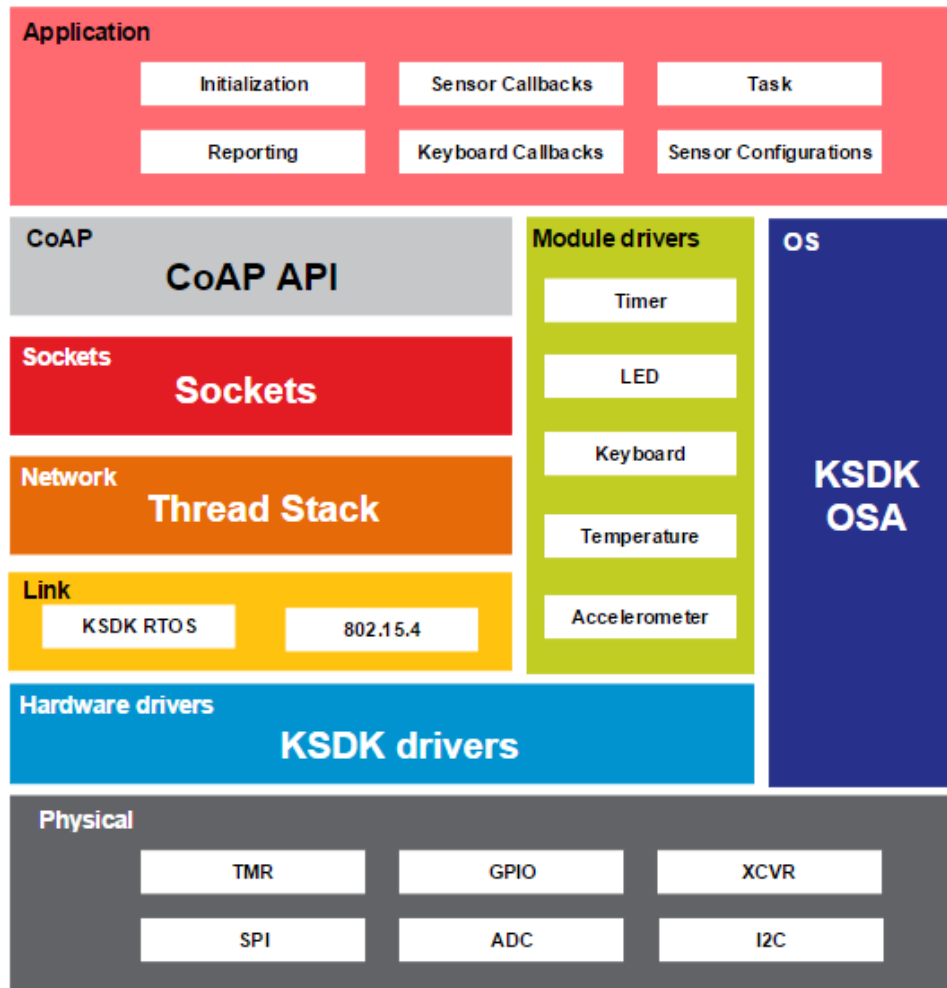 Application
Initialization
Sensor Callbacks
Task
Reporting
Keyboard Callbacks
Sensor Configurations
CoAP
CoAP API
Sockets
Sockets
Network
Thread Stack
Link
KSDK RTOS
802.15.4
Module drivers
Timer
LED
Keyboard
Temperature
Accelerometer
OS
KSDK
OSA
Hardware drivers
KSDK drivers
Physical
TMR
GPIO
XCVR
SPI
ADC
I2C